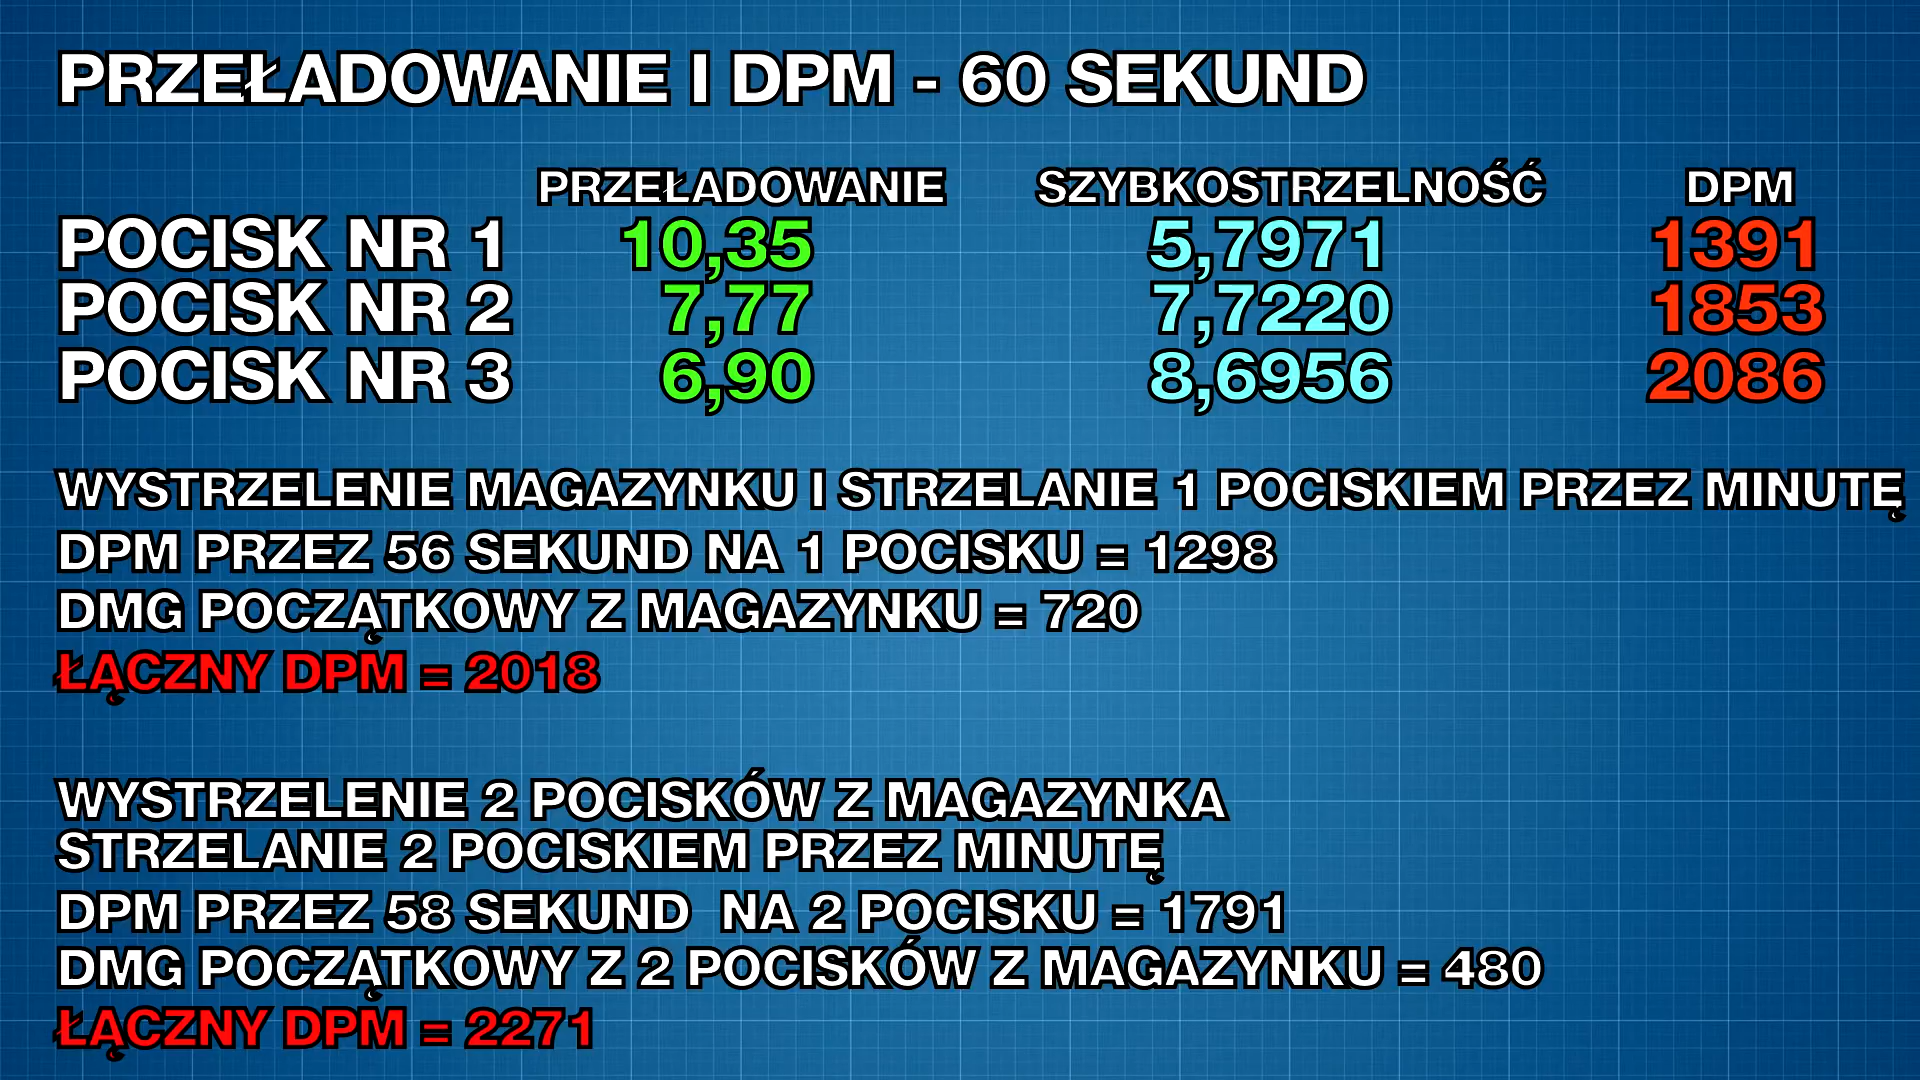 PRZEŁADOWANIE I DPM - 60 SEKUND
PRZEŁADOWANIE SZYBKOSTRZELNOŚĆ DPM
POCISK NR 1 10,35 5,7971 1391
POCISK NR 2 7,77 7,7220 1853
POCISK NR 3 6,90 8,6956 2086
WYSTRZELENIE MAGAZYNKU I STRZELANIE 1 POCISKIEM PRZEZ MINUTĘ
DPM PRZEZ 56 SEKUND NA 1 POCISKU = 1298
DMG POCZĄTKOWY Z MAGAZYNKU = 720
ŁĄCZNY DPM = 2018
WYSTRZELENIE 2 POCISKÓW Z MAGAZYNKA
STRZELANIE 2 POCISKIEM PRZEZ MINUTĘ
DPM PRZEZ 58 SEKUND NA 2 POCISKU = 1791
DMG POCZĄTKOWY Z 2 POCISKÓW Z MAGAZYNKU = 480
ŁĄCZNY DPM = 2271